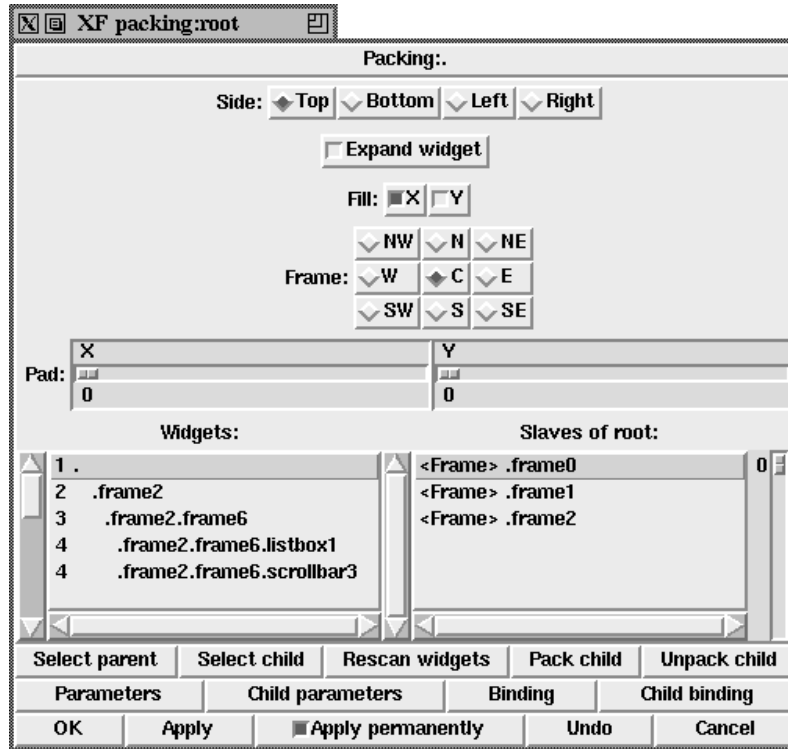 XF packing:root
Packing:.
Side: Top Bottom Left Right
Expand widget
Fill: X Y
NW N NE
Frame: W C E
SW S SE
X Y
Pad:
0 0
Widgets: Slaves of root:
1 . <Frame> .frame0 0
2 .frame2 <Frame> .frame1
3 .frame2.frame6 <Frame> .frame2
4 .frame2.frame6.listbox1
4 .frame2.frame6.scrollbar3
Select parent Select child Rescan widgets Pack child Unpack child
Parameters Child parameters Binding Child binding
OK Apply Apply permanently Undo Cancel